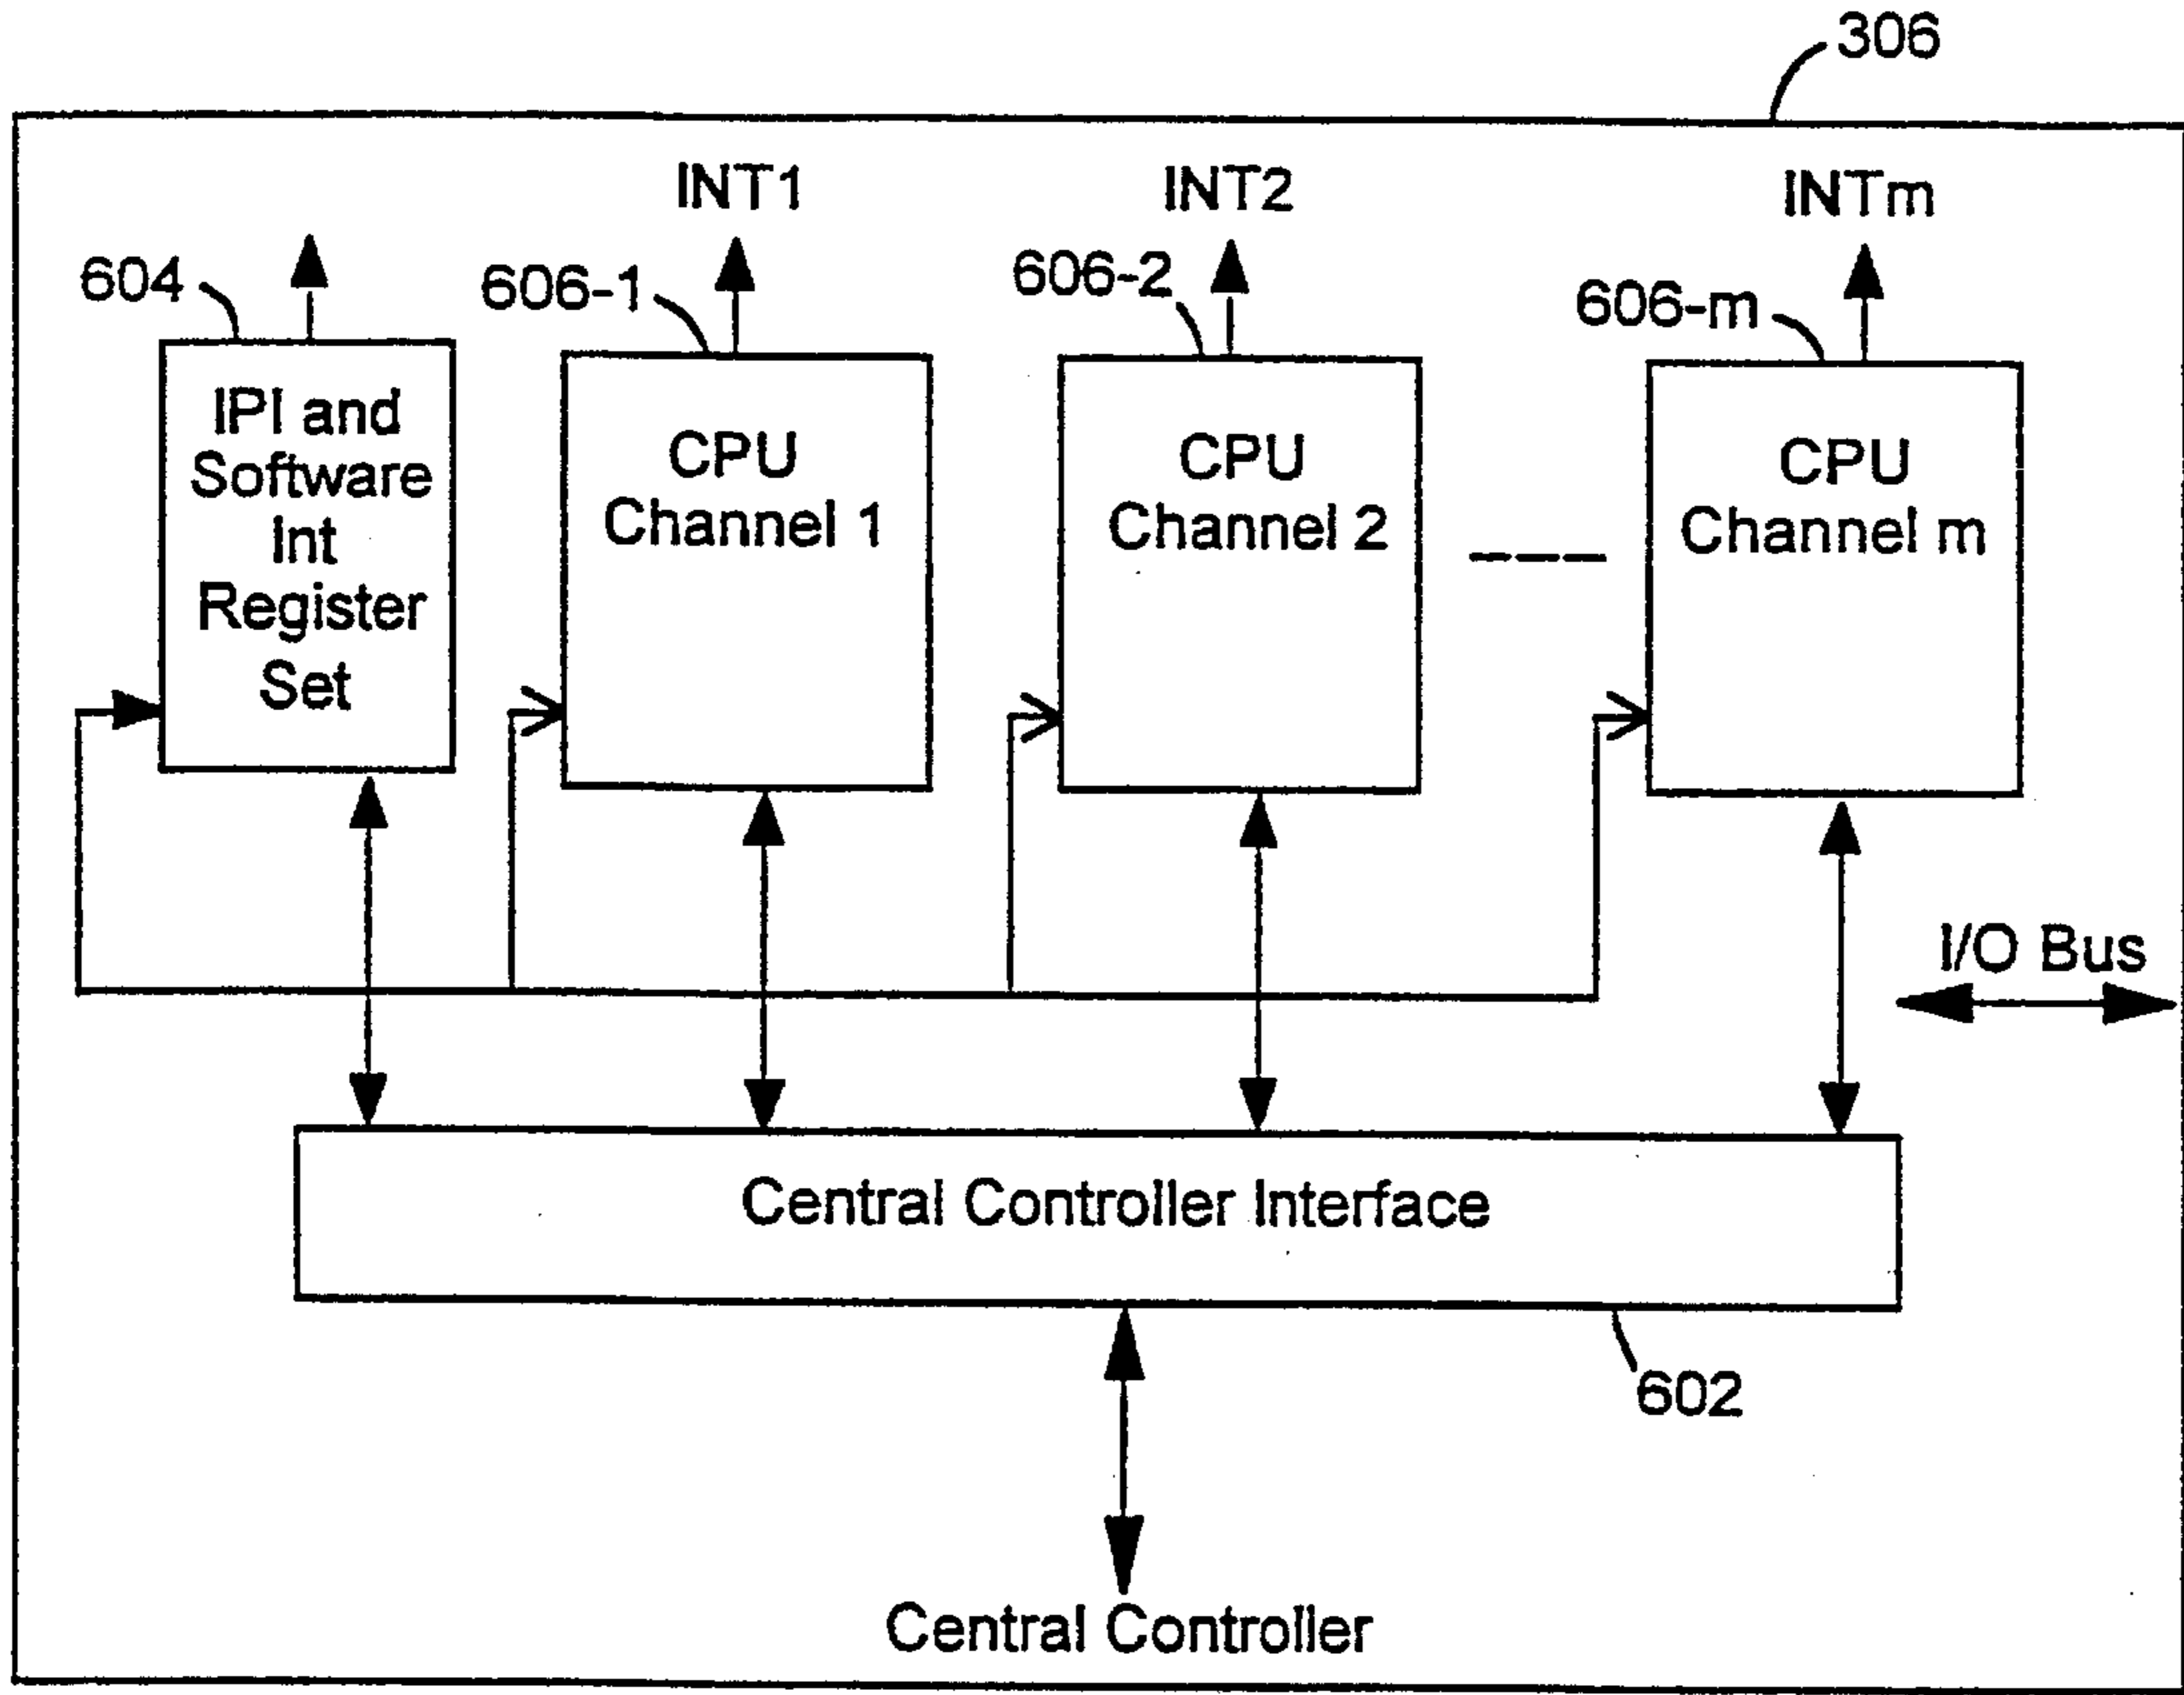 306
INT1
INT2
INTm
604
606-1
606-2
606-m
IPI and
Software
Int
Register
Set
CPU
Channel 1
CPU
Channel 2
CPU
Channel m
I/O Bus
Central Controller Interface
602
Central Controller